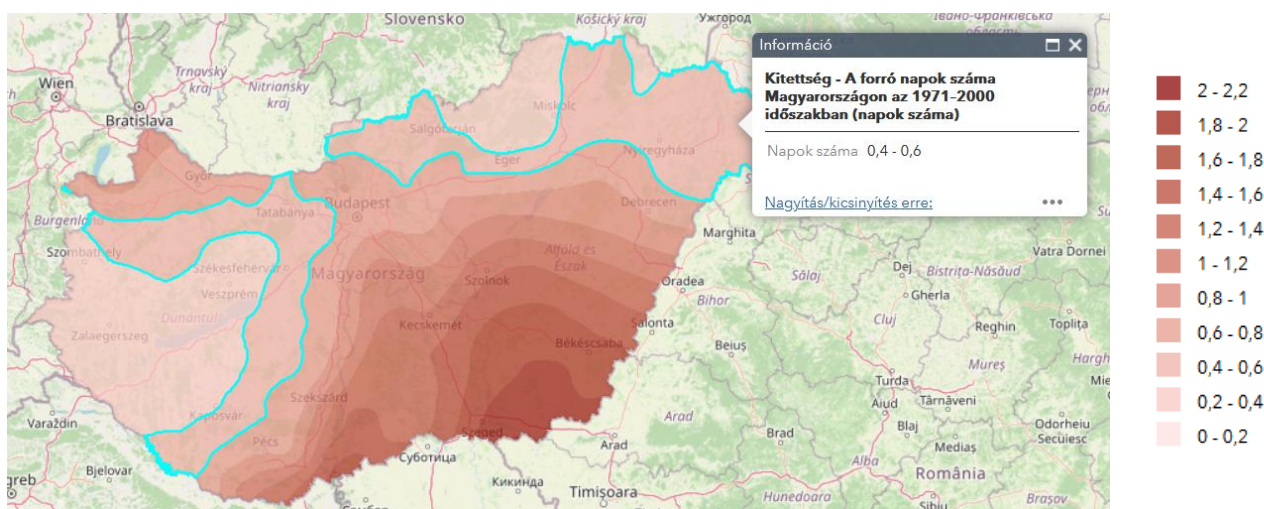 Slovensko
Košický kraj
Ужгород
Івано-Франківська
область
Wien
Trnavský
kraj
Nitriansky
kraj
Bratislava
Miskolc
Salgótarján
Eger
Nyíregyháza
Győr
Tatabánya
Budapest
Debrecen
Burgenland
Szombathely
Székesfehérvár
Magyarország
Alföld és
Észak
Szolnok
Veszprém
Dunántúl
Zalaegerszeg
Kecskemét
Békéscsaba
Szekszárd
Kaposvár
Pécs
Szeged
Varaždin
Bjelovar
Суботица
Кикинда
Timișoara
Arad
Arad
Marghita
Oradea
Bihor
Salonta
Beiuș
Brad
Sălaj
Dej
Bistrița-Năsăud
Vatra Dornei
Gherla
Cluj
Reghin
Toplița
Mureș
Turda
Aiud
Târnăveni
Blaj
Mediaș
Odorheiu
Secuiesc
Alba
România
Hunedoara
Sibiu
Brașov
Információ
Kitettség - A forró napok száma
Magyarországon az 1971–2000
időszakban (napok száma)
Napok száma 0,4 - 0,6
Nagyítás/kicsinyítés erre:
2 - 2,2
1,8 - 2
1,6 - 1,8
1,4 - 1,6
1,2 - 1,4
1 - 1,2
0,8 - 1
0,6 - 0,8
0,4 - 0,6
0,2 - 0,4
0 - 0,2